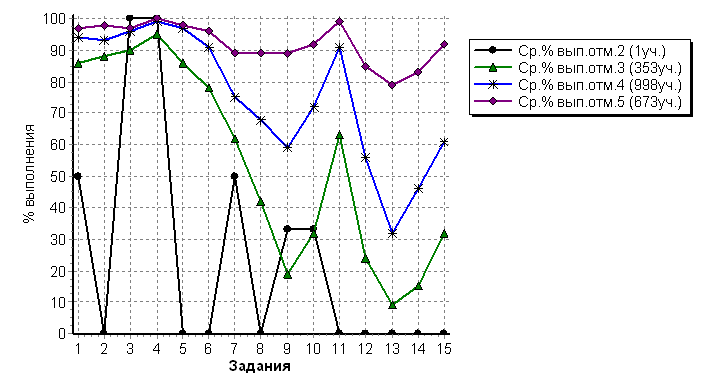 100
90
80
70
60
50
40
30
20
10
0
% выполнения
1 2 3 4 5 6 7 8 9 10 11 12 13 14 15
Задания
Ср.% вып.отм.2 (1уч.)
Ср.% вып.отм.3 (353уч.)
Ср.% вып.отм.4 (998уч.)
Ср.% вып.отм.5 (673уч.)